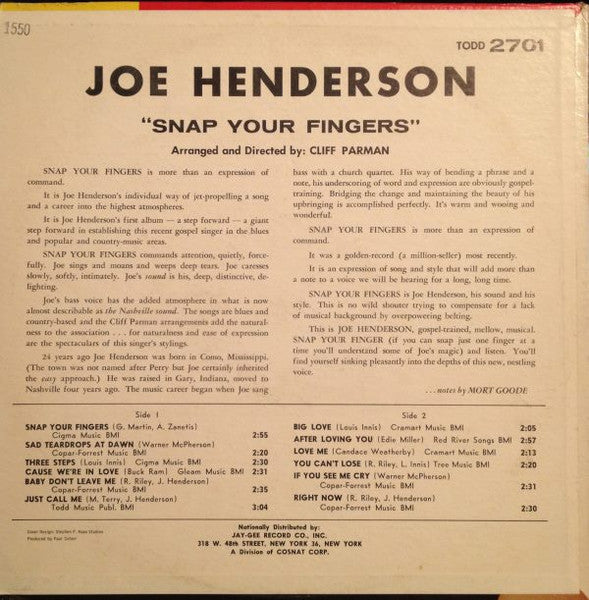 1550
TODD 2701
JOE HENDERSON
"SNAP YOUR FINGERS"
Arranged and Directed by: CLIFF PARMAN
SNAP YOUR FINGERS is more than an expression of
command.
It is Joe Henderson's individual way of jet-propelling a song
and a career into the highest atmospheres.
It is Joe Henderson's first album — a step forward — a giant
step forward in establishing this recent gospel singer in the blues
and popular and country-music areas.
SNAP YOUR FINGERS commands attention, quietly, force-
fully. Joe sings and moans and weeps deep tears. Joe caresses
slowly, softly, intimately. Joe's sound is his, deep, distinctive, de-
lighting.
Joe's bass voice has the added atmosphere in what is now
almost describable as the Nashville sound. The songs are blues and
country-based and the Cliff Parman arrangements add the natural-
ness to the association . . . for naturalness and ease of expression
are the spectaculars of this singer's stylings.
24 years ago Joe Henderson was born in Como, Mississippi.
(The town was not named after Perry but Joe certainly inherited
the easy approach.) He was raised in Gary, Indiana, moved to
Nashville four years ago. The music career began when Joe sang
bass with a church quartet. His way of bending a phrase and a
note, his underscoring of word and expression are obviously gospel-
training. Bridging the change and maintaining the beauty of his
upbringing is accomplished perfectly. It's warm and wooing and
wonderful.
SNAP YOUR FINGERS is more than an expression of
command.
It was a golden-record (a million-seller) most recently.
It is an expression of song and style that will add more than
a note to a voice we will be hearing for a long, long time.
SNAP YOUR FINGERS is Joe Henderson, his sound and his
style. This is no wild shouter trying to compensate for a lack
of musical background by overpowering belting.
This is JOE HENDERSON, gospel-trained, mellow, musical.
SNAP YOUR FINGER (if you can snap just one finger at a
time you'll understand some of Joe's magic) and listen. You'll
find yourself sinking pleasantly into the depths of this new, nestling
voice.
. . . notes by MORT GOODE
Side 1
SNAP YOUR FINGERS (G. Martin, A. Zanetis)
Cigma Music BMI 2:55
SAD TEARDROPS AT DAWN (Warner McPherson)
Copar-Forrest Music BMI 2:20
THREE STEPS (Louis Innis) Cigma Music BMI 2:30
CAUSE WE'RE IN LOVE (Buck Ram) Gleam Music BMI 2:31
BABY DON'T LEAVE ME (R. Riley, J. Henderson)
Copar-Forrest Music BMI 2:35
JUST CALL ME (M. Terry, J. Henderson)
Todd Music Publ. BMI 3:04
Side 2
BIG LOVE (Louis Innis) Cramart Music BMI 2:05
AFTER LOVING YOU (Edie Miller) Red River Songs BMI 2:57
LOVE ME (Candace Weatherby) Cramart Music BMI 2:13
YOU CAN'T LOSE (R. Riley, L. Innis) Tree Music BMI 2:20
IF YOU SEE ME CRY (Warner McPherson)
Copar-Forrest Music BMI 2:31
RIGHT NOW (R. Riley, J. Henderson)
Copar-Forrest Music BMI 2:30
Cover Design: Stephen P. Haas Studios
Produced by Paul Cohen
Nationally Distributed by:
JAY-GEE RECORD CO., INC.
318 W. 48th STREET, NEW YORK 36, NEW YORK
A Division of COSNAT CORP.